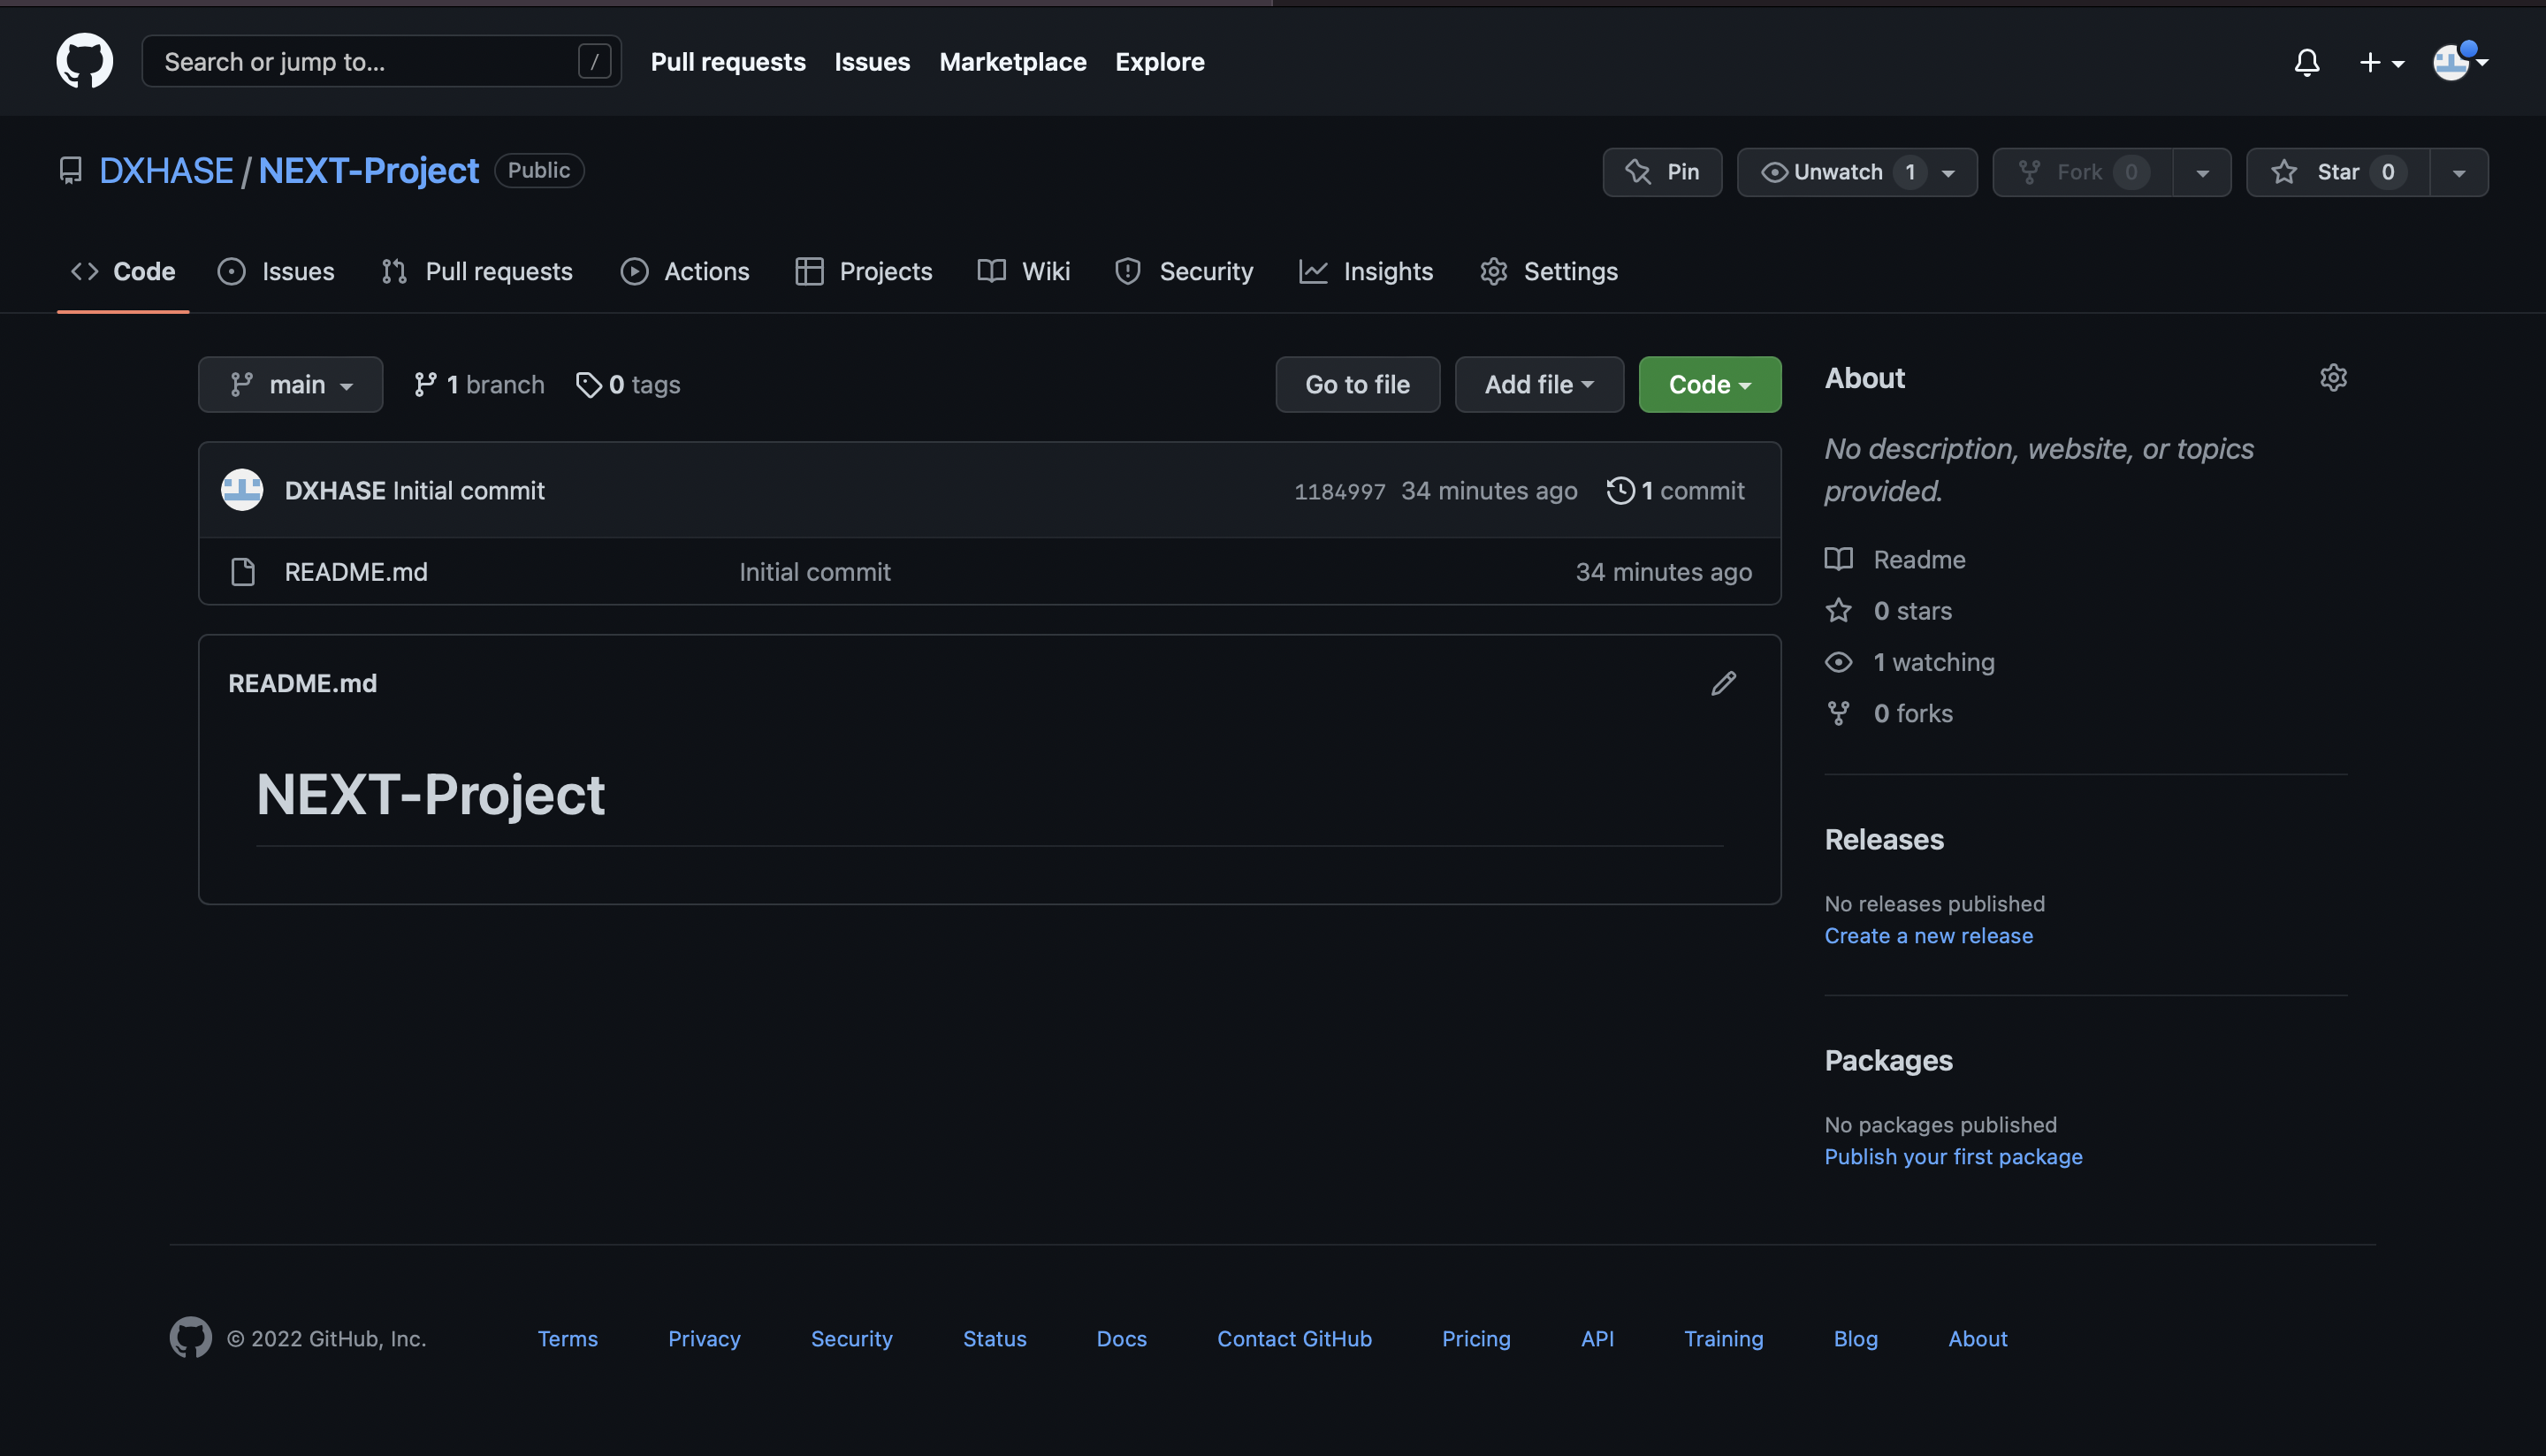 Search or jump to... /
Pull requests Issues Marketplace Explore
DXHASE / NEXT-Project Public
Pin Unwatch 1 Fork 0 Star 0
Code Issues Pull requests Actions Projects Wiki Security Insights Settings
main 1 branch 0 tags Go to file Add file Code
DXHASE Initial commit 1184997 34 minutes ago 1 commit
README.md Initial commit 34 minutes ago
README.md
NEXT-Project
About
No description, website, or topics
provided.
Readme
0 stars
1 watching
0 forks
Releases
No releases published
Create a new release
Packages
No packages published
Publish your first package
© 2022 GitHub, Inc. Terms Privacy Security Status Docs Contact GitHub Pricing API Training Blog About